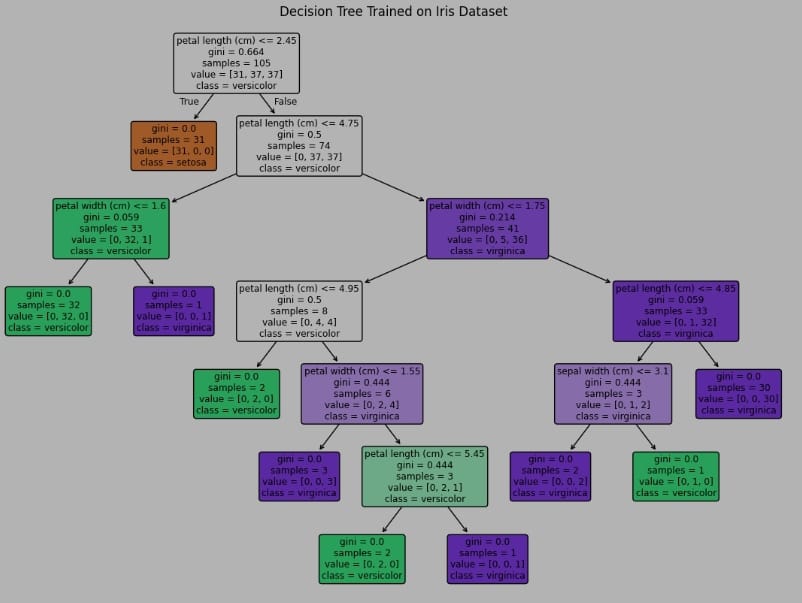 Decision Tree Trained on Iris Dataset
petal length (cm) <= 2.45
gini = 0.664
samples = 105
value = [31, 37, 37]
class = versicolor
True
False
gini = 0.0
samples = 31
value = [31, 0, 0]
class = setosa
petal length (cm) <= 4.75
gini = 0.5
samples = 74
value = [0, 37, 37]
class = versicolor
petal width (cm) <= 1.6
gini = 0.059
samples = 33
value = [0, 32, 1]
class = versicolor
petal width (cm) <= 1.75
gini = 0.214
samples = 41
value = [0, 5, 36]
class = virginica
gini = 0.0
samples = 32
value = [0, 32, 0]
class = versicolor
gini = 0.0
samples = 1
value = [0, 0, 1]
class = virginica
petal length (cm) <= 4.95
gini = 0.5
samples = 8
value = [0, 4, 4]
class = versicolor
petal length (cm) <= 4.85
gini = 0.059
samples = 33
value = [0, 1, 32]
class = virginica
gini = 0.0
samples = 2
value = [0, 2, 0]
class = versicolor
petal width (cm) <= 1.55
gini = 0.444
samples = 6
value = [0, 2, 4]
class = virginica
sepal width (cm) <= 3.1
gini = 0.444
samples = 3
value = [0, 1, 2]
class = virginica
gini = 0.0
samples = 30
value = [0, 0, 30]
class = virginica
gini = 0.0
samples = 3
value = [0, 0, 3]
class = virginica
petal length (cm) <= 5.45
gini = 0.444
samples = 3
value = [0, 2, 1]
class = versicolor
gini = 0.0
samples = 2
value = [0, 0, 2]
class = virginica
gini = 0.0
samples = 1
value = [0, 1, 0]
class = versicolor
gini = 0.0
samples = 2
value = [0, 2, 0]
class = versicolor
gini = 0.0
samples = 1
value = [0, 0, 1]
class = virginica